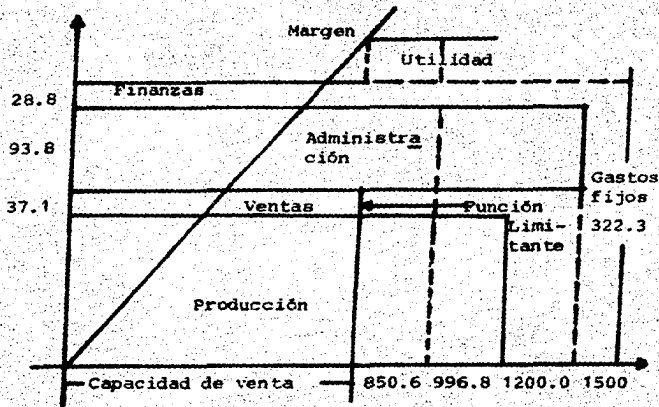 Margen
Utilidad
Finanzas
28.8
Administra
ción
93.8
Gastos
fijos
37.1
Ventas
Función
Limi-
tante
322.3
Producción
Capacidad de venta
850.6 996.8 1200.0 1500